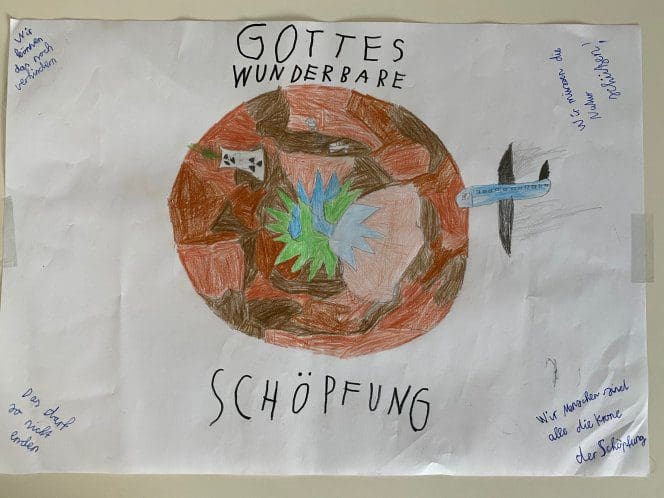 Wir
können
das noch
verhindern
GOTTES
WUNDERBARE
Wir müssen die
Natur
schützen!
SCHÖPFUNG
Das darf
so nicht
enden
Wir Menschen sind
alle die Krone
der Schöpfung